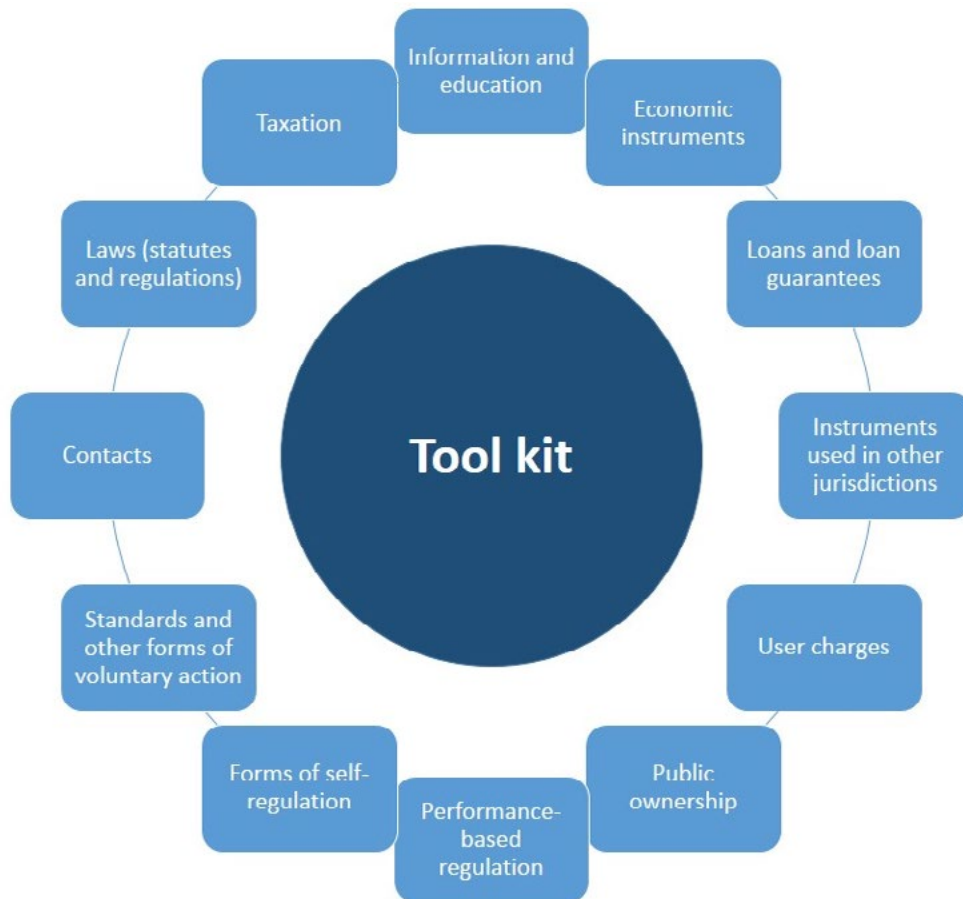 Information and
education
Economic
instruments
Loans and loan
guarantees
Instruments
used in other
jurisdictions
User charges
Public
ownership
Performance-
based
regulation
Forms of self-
regulation
Standards and
other forms of
voluntary action
Contacts
Laws (statutes
and regulations)
Taxation
Tool kit